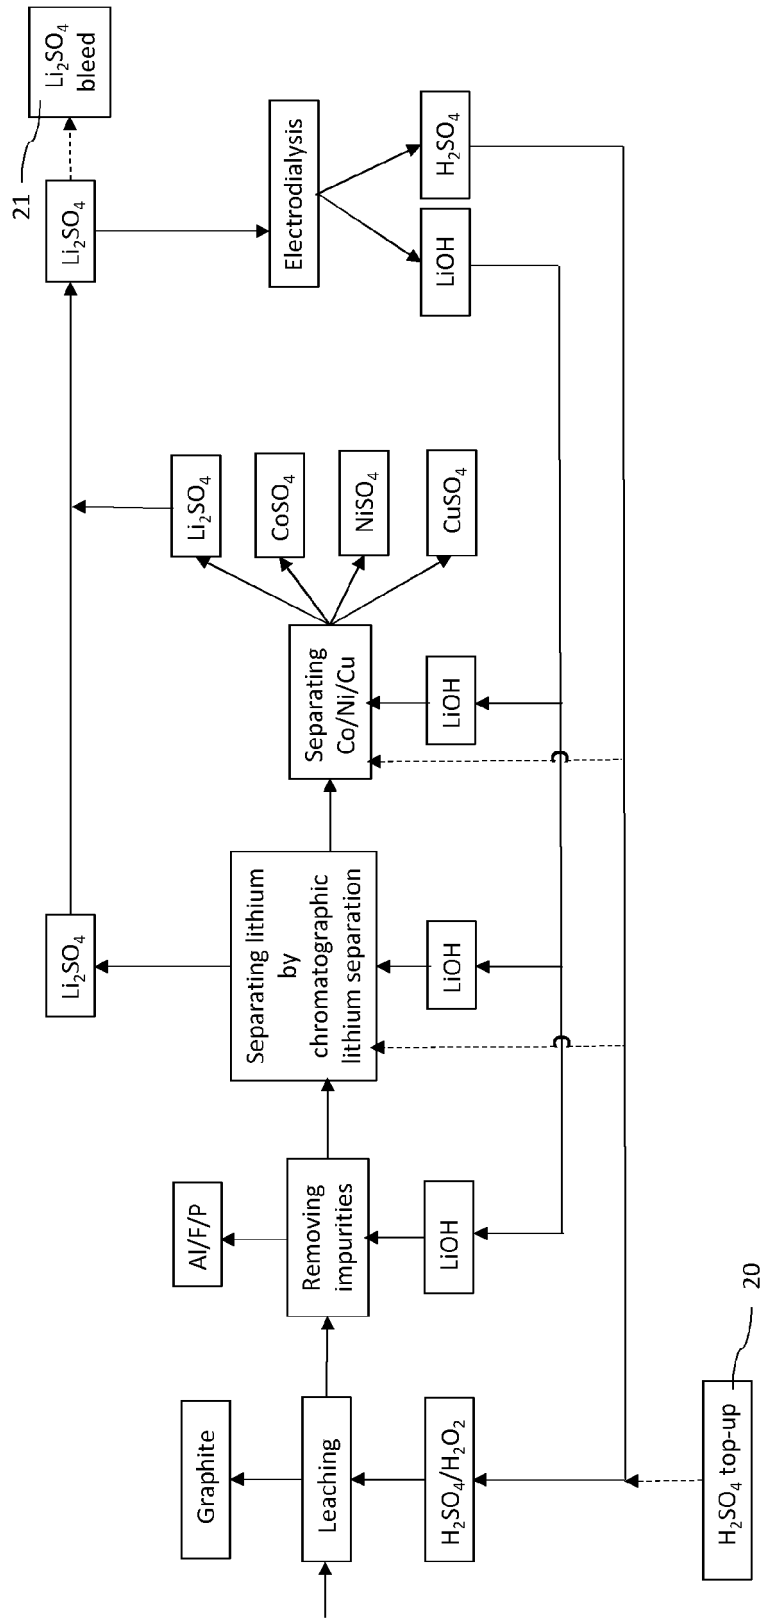 Graphite
Leaching
H₂SO₄/H₂O₂
H₂SO₄ top-up
20
Al/F/P
Removing
impurities
LiOH
Li₂SO₄
Separating lithium
by
chromatographic
lithium separation
LiOH
Separating
Co/Ni/Cu
LiOH
Li₂SO₄
CoSO₄
NiSO₄
CuSO₄
Li₂SO₄
21
Li₂SO₄
bleed
Electrodialysis
LiOH
H₂SO₄